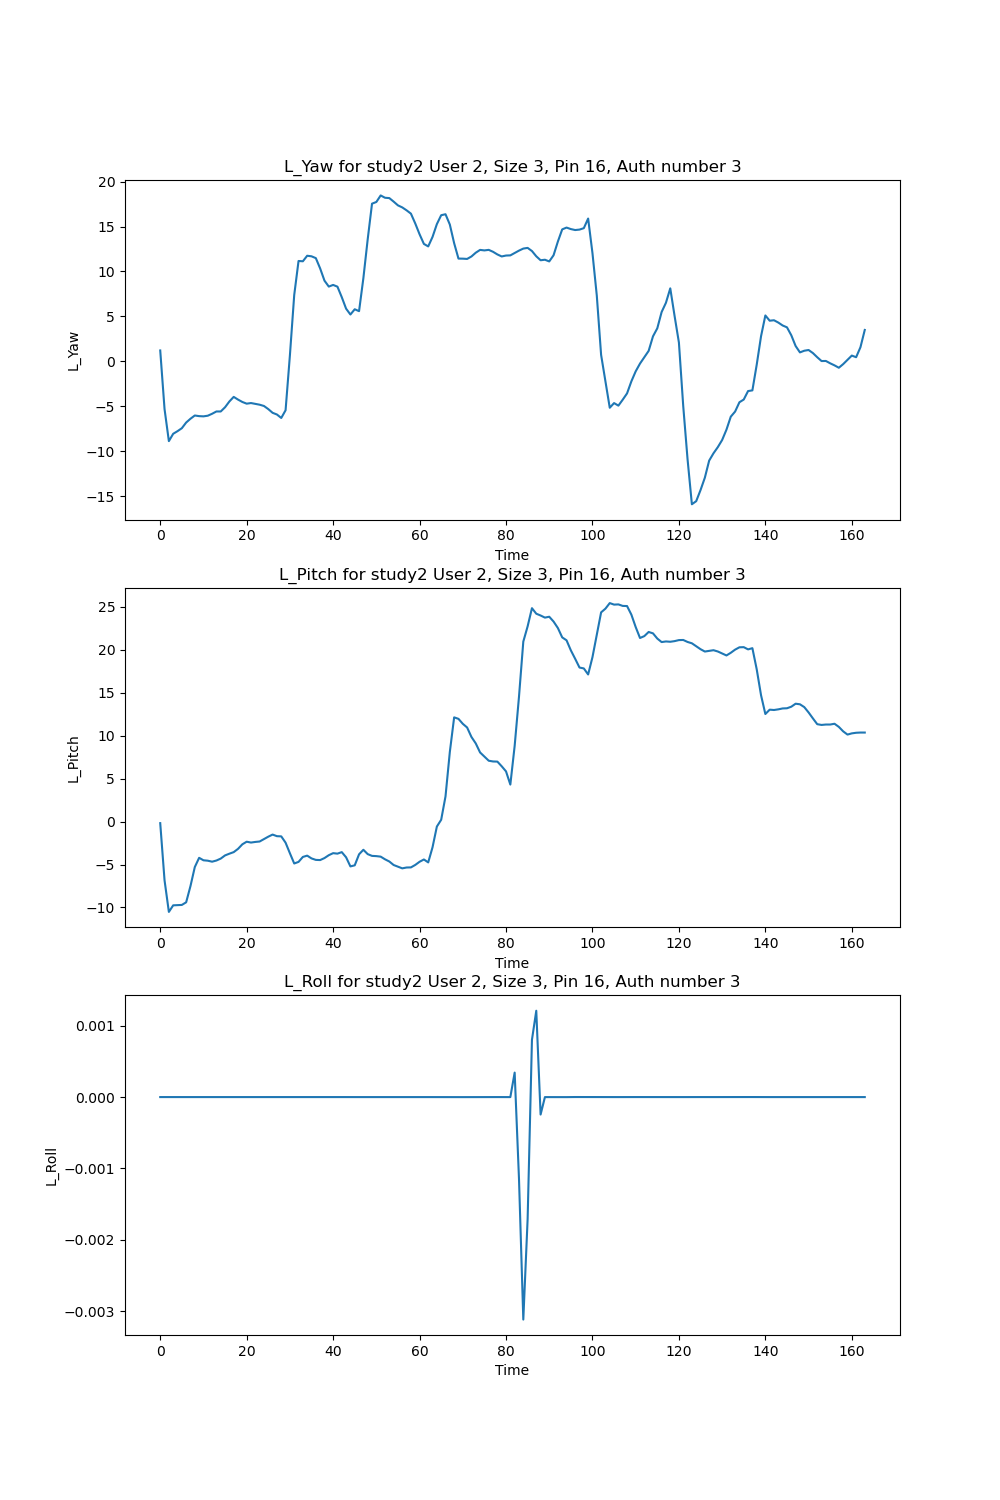 L_Yaw for study2 User 2, Size 3, Pin 16, Auth number 3
20
15
10
5
0
−5
−10
−15
L_Yaw
0 20 40 60 80 100 120 140 160
Time
L_Pitch for study2 User 2, Size 3, Pin 16, Auth number 3
25
20
15
10
5
0
−5
−10
L_Pitch
0 20 40 60 80 100 120 140 160
Time
L_Roll for study2 User 2, Size 3, Pin 16, Auth number 3
0.001
0.000
−0.001
−0.002
−0.003
L_Roll
0 20 40 60 80 100 120 140 160
Time